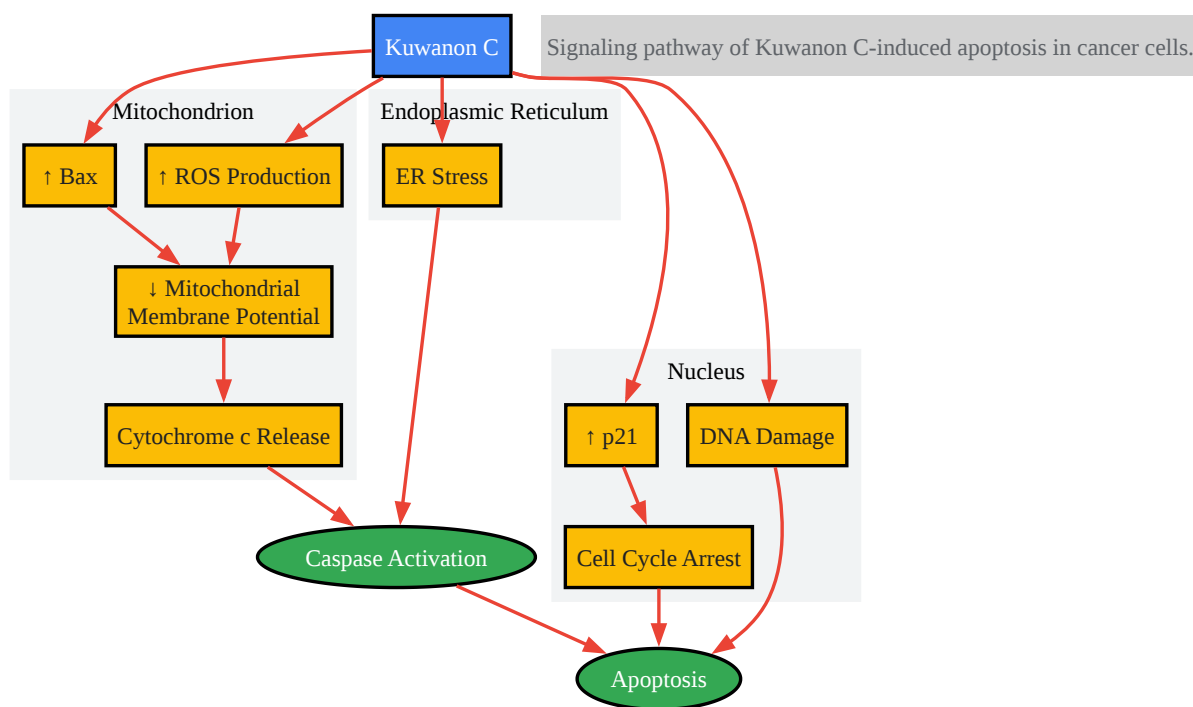 Kuwanon C
Signaling pathway of Kuwanon C-induced apoptosis in cancer cells.
Mitochondrion
Endoplasmic Reticulum
↑ Bax
↑ ROS Production
ER Stress
↓ Mitochondrial
Membrane Potential
Nucleus
Cytochrome c Release
↑ p21
DNA Damage
Caspase Activation
Cell Cycle Arrest
Apoptosis